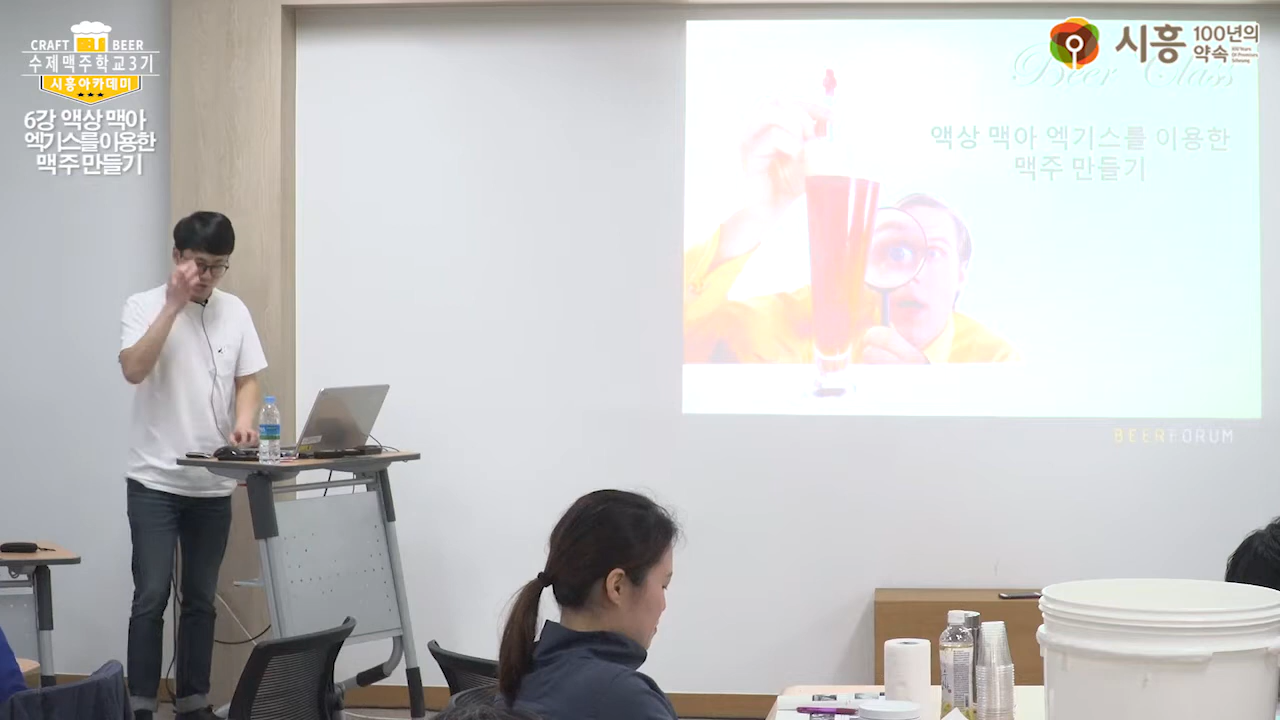 CRAFT BEER
수제맥주학교3기
시흥아카데미
6강 액상 맥아
엑기스를이용한
맥주 만들기
시흥 100년의
약속
Beer Class
액상 맥아 엑기스를 이용한
맥주 만들기
BEERFORUM